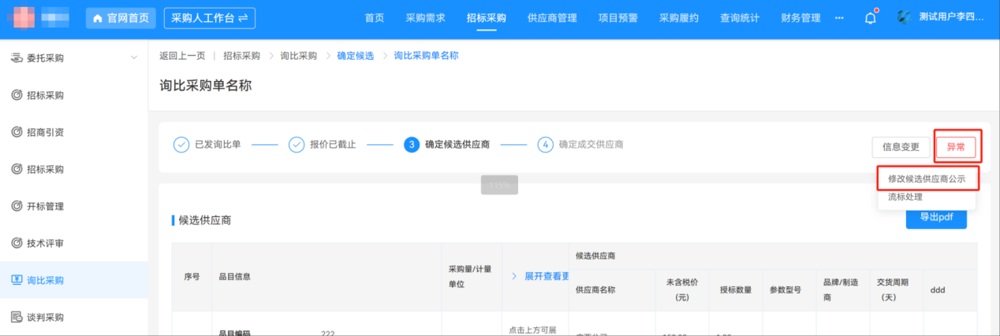 官网首页 采购人工作台 首页 采购需求 招标采购 供应商管理 项目预警 采购履约 查询统计 财务管理 ··· 测试用户李四...
委托采购
招标采购
招商引资
招标采购
开标管理
技术评审
询比采购
谈判采购
返回上一页 | 招标采购 > 询比采购 > 确定候选 > 询比采购单名称
询比采购单名称
已发询比单 报价已截止 3 确定候选供应商 4 确定成交供应商
信息变更 异常
修改候选供应商公示
流标处理
115%
导出pdf
候选供应商
序号 品目信息 采购量/计量单位 > 展开查看更 候选供应商
供应商名称 未含税价(元) 授标数量 参数型号 品牌/制造商 交货周期(天) ddd
品目编码 222 点击上方可展